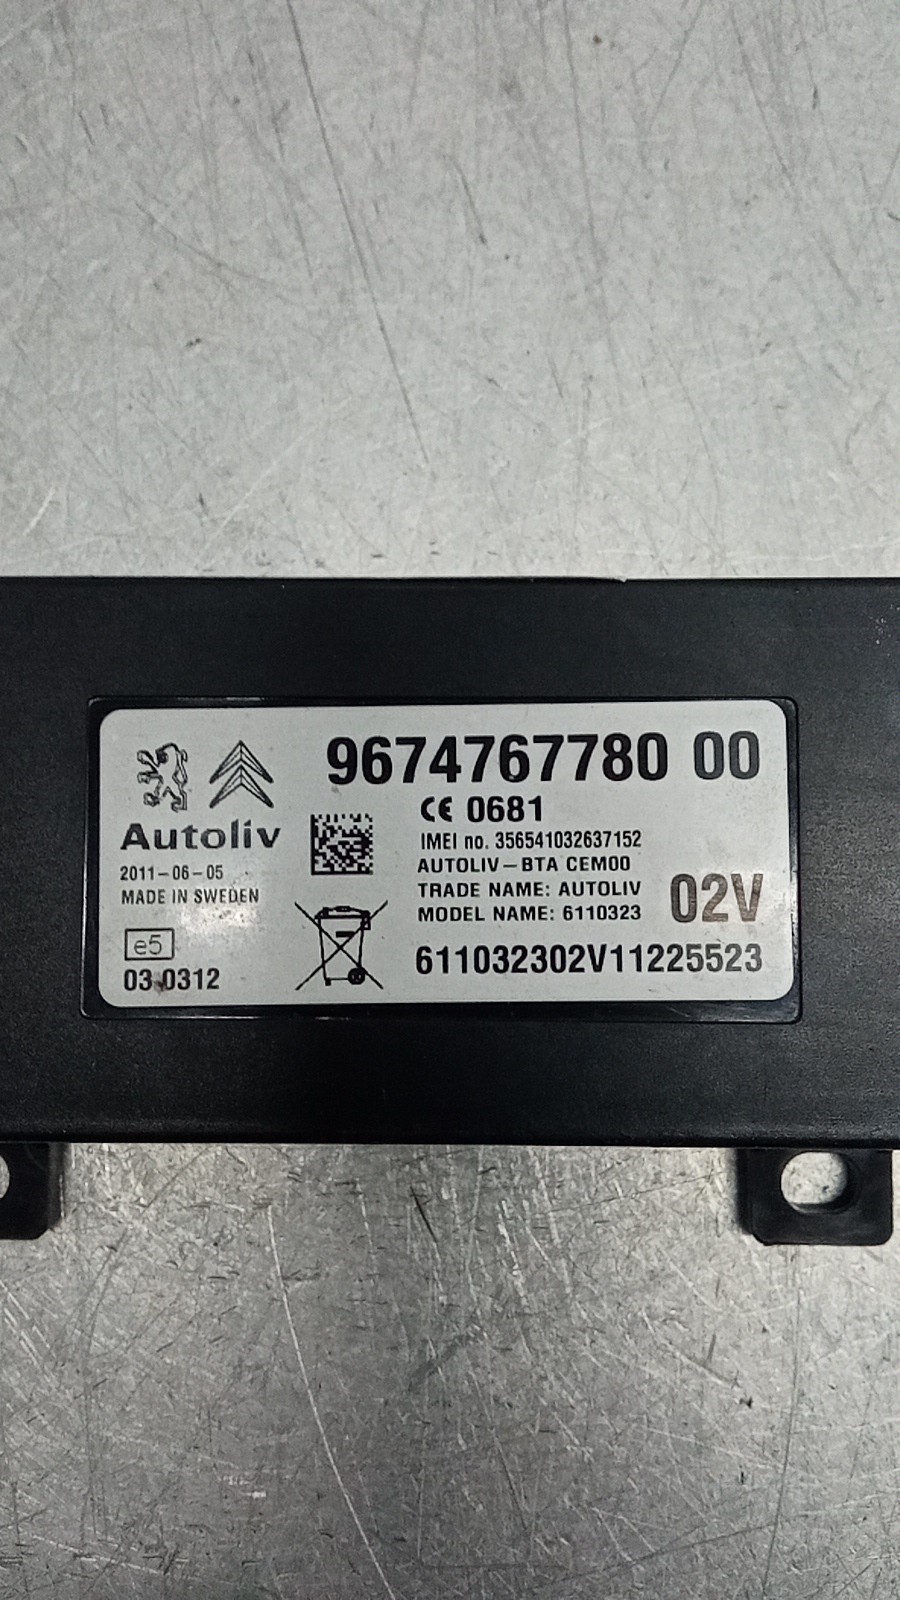 9674767780 00
CE 0681
Autoliv
IMEI no. 356541032637152
2011-06-05
AUTOLIV-BTA CEM00
MADE IN SWEDEN
TRADE NAME: AUTOLIV
MODEL NAME: 6110323
02V
e5
03 0312
611032302V11225523